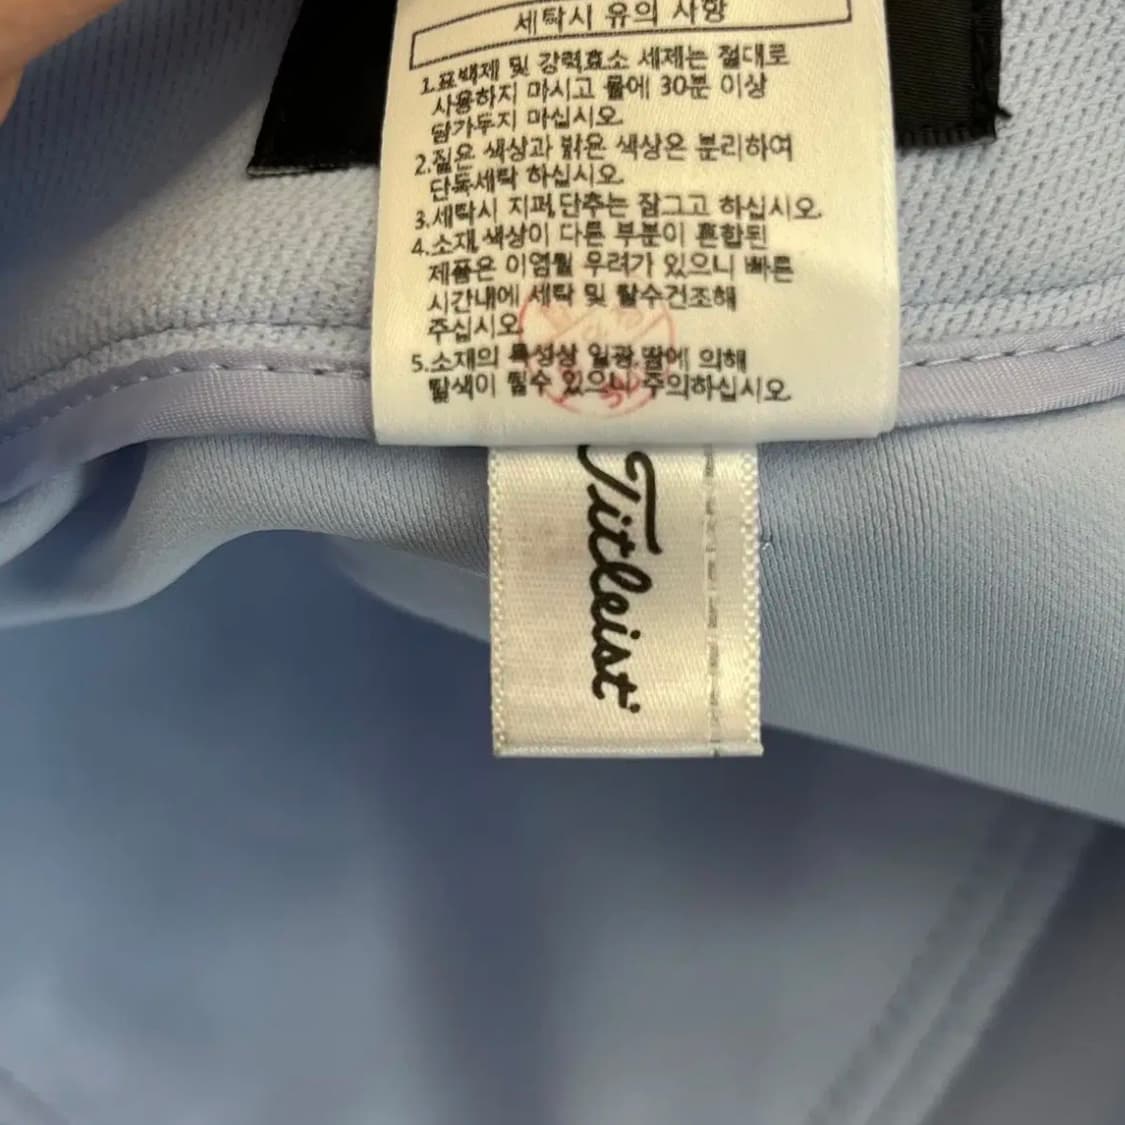 세탁시 유의 사항
1.표백제 및 강력효소 세제는 절대로
사용하지 마시고 물에 30분 이상
담가두지 마십시오.
2.짙은 색상과 밝은 색상은 분리하여
단독세탁 하십시오.
3.세탁시 지퍼,단추는 잠그고 하십시오.
4.소재,색상이 다른 부분이 혼합된
제품은 이염될 우려가 있으니 빠른
시간내에 세탁 및 탈수건조해
주십시오.
5.소재의 특성상 일광,땀에 의해
탈색이 될수 있으니 주의하십시오.
Titleist